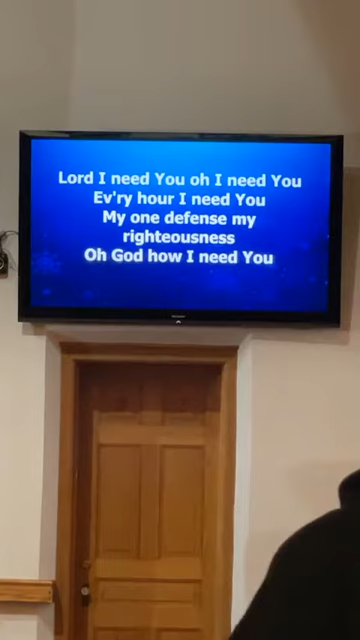 Lord I need You oh I need You
Ev'ry hour I need You
My one defense my
righteousness
Oh God how I need You